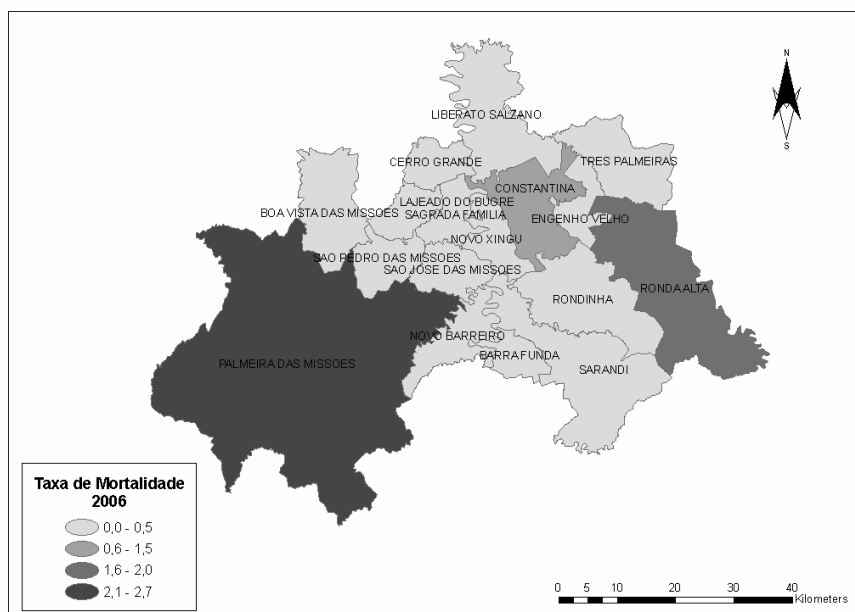 N
S
LIBERATO SALZANO
CERRO GRANDE
TRES PALMEIRAS
CONSTANTINA
LAJEADO DO BUGRE
BOA VISTA DAS MISSOES
SAGRADA FAMILIA
ENGENHO VELHO
NOVO XINGU
SAO PEDRO DAS MISSOES
SAO JOSE DAS MISSOES
RONDA ALTA
RONDINHA
NOVO BARREIRO
BARRA FUNDA
PALMEIRA DAS MISSOES
SARANDI
Taxa de Mortalidade
2006
0,0 - 0,5
0,6 - 1,5
1,6 - 2,0
2,1 - 2,7
0 5 10 20 30 40
Kilometers